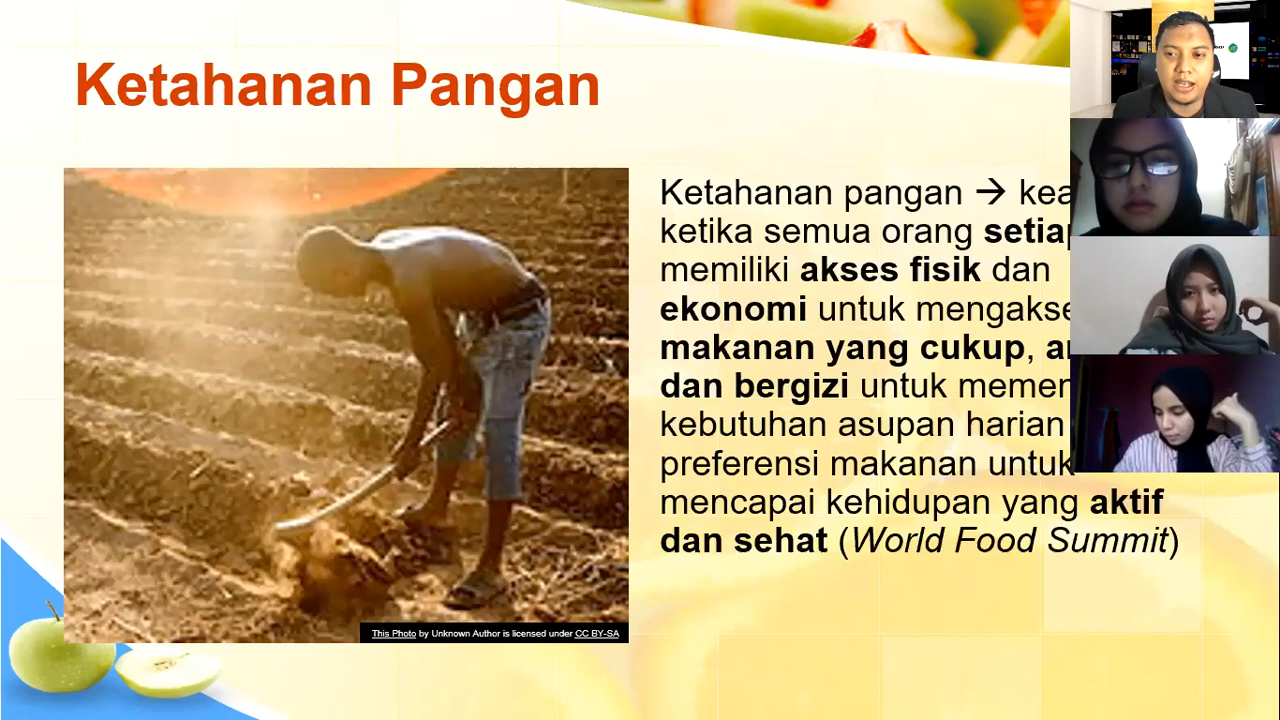 Ketahanan Pangan
Ketahanan pangan → kea
ketika semua orang setiap
memiliki akses fisik dan
ekonomi untuk mengakse
makanan yang cukup, a
dan bergizi untuk memen
kebutuhan asupan harian
preferensi makanan untuk
mencapai kehidupan yang aktif
dan sehat (World Food Summit)
This Photo by Unknown Author is licensed under CC BY-SA